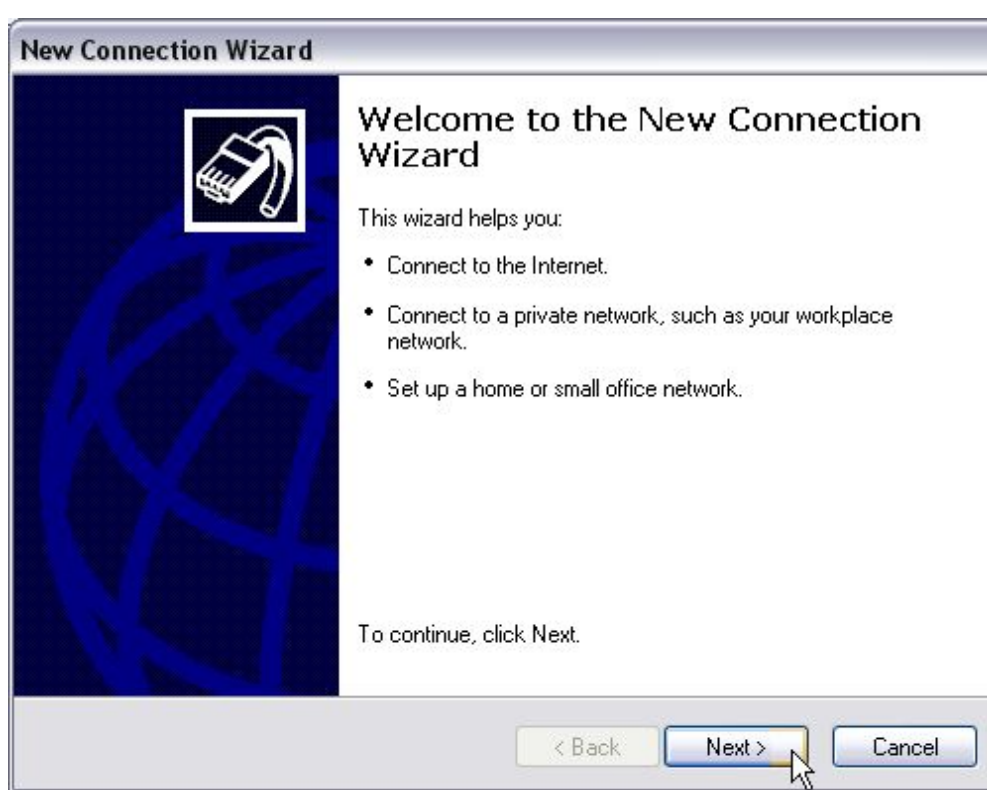 New Connection Wizard
Welcome to the New Connection
Wizard
This wizard helps you:
• Connect to the Internet.
• Connect to a private network, such as your workplace
network.
• Set up a home or small office network.
To continue, click Next.
< Back
Next >
Cancel